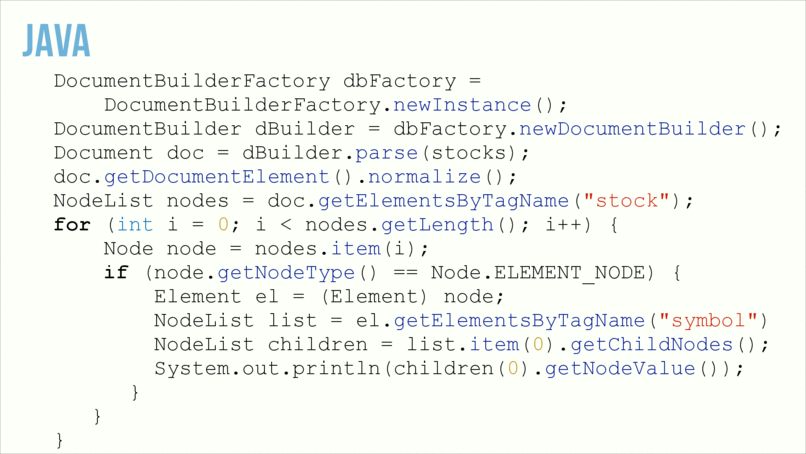 JAVA
DocumentBuilderFactory dbFactory =
DocumentBuilderFactory.newInstance();
DocumentBuilder dBuilder = dbFactory.newDocumentBuilder();
Document doc = dBuilder.parse(stocks);
doc.getDocumentElement().normalize();
NodeList nodes = doc.getElementsByTagName("stock");
for (int i = 0; i < nodes.getLength(); i++) {
Node node = nodes.item(i);
if (node.getNodeType() == Node.ELEMENT_NODE) {
Element el = (Element) node;
NodeList list = el.getElementsByTagName("symbol")
NodeList children = list.item(0).getChildNodes();
System.out.println(children(0).getNodeValue());
}
}
}